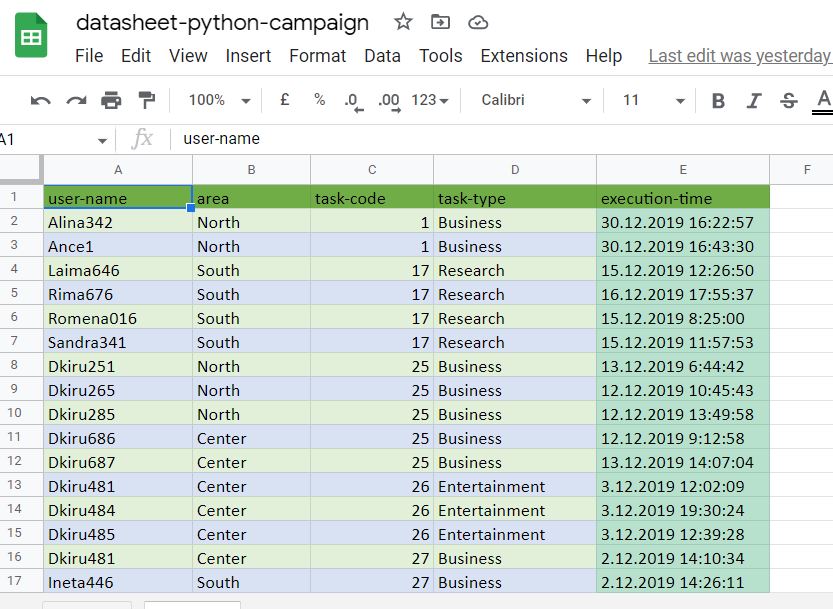 datasheet-python-campaign
File Edit View Insert Format Data Tools Extensions Help Last edit was yesterday
100% £ % .0 .00 123 Calibri 11 B I S A
A1 fx user-name
A B C D E F
1 user-name area task-code task-type execution-time
2 Alina342 North 1 Business 30.12.2019 16:22:57
3 Ance1 North 1 Business 30.12.2019 16:43:30
4 Laima646 South 17 Research 15.12.2019 12:26:50
5 Rima676 South 17 Research 16.12.2019 17:55:37
6 Romena016 South 17 Research 15.12.2019 8:25:00
7 Sandra341 South 17 Research 15.12.2019 11:57:53
8 Dkiru251 North 25 Business 13.12.2019 6:44:42
9 Dkiru265 North 25 Business 12.12.2019 10:45:43
10 Dkiru285 North 25 Business 12.12.2019 13:49:58
11 Dkiru686 Center 25 Business 12.12.2019 9:12:58
12 Dkiru687 Center 25 Business 13.12.2019 14:07:04
13 Dkiru481 Center 26 Entertainment 3.12.2019 12:02:09
14 Dkiru484 Center 26 Entertainment 3.12.2019 19:30:24
15 Dkiru485 Center 26 Entertainment 3.12.2019 12:39:28
16 Dkiru481 Center 27 Business 2.12.2019 14:10:34
17 Ineta446 South 27 Business 2.12.2019 14:26:11